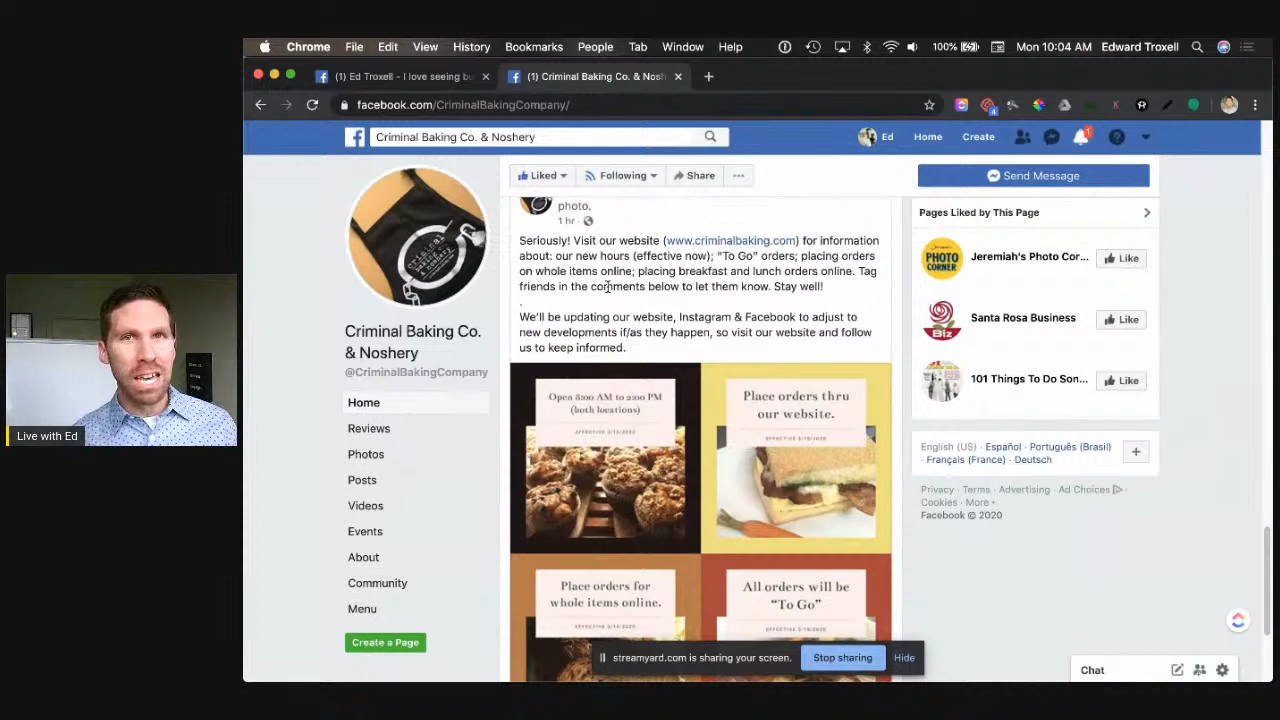 Chrome File Edit View History Bookmarks People Tab Window Help 100% Mon 10:04 AM Edward Troxell
(1) Ed Troxell - I love seeing bu
(1) Criminal Baking Co. & Nosh
facebook.com/CriminalBakingCompany/
Criminal Baking Co. & Noshery
Ed Home Create 1
Liked Following Share ...
Send Message
photo.
1 hr
Seriously! Visit our website (www.criminalbaking.com) for information
about: our new hours (effective now); "To Go" orders; placing orders
on whole items online; placing breakfast and lunch orders online. Tag
friends in the comments below to let them know. Stay well!
.
We'll be updating our website, Instagram & Facebook to adjust to
new developments if/as they happen, so visit our website and follow
us to keep informed.
Criminal Baking Co.
& Noshery
@CriminalBakingCompany
Home
Reviews
Photos
Posts
Videos
Events
About
Community
Menu
Create a Page
Open 8:00 AM to 2:00 PM
(both locations)
Place orders thru
our website.
Place orders for
whole items online.
All orders will be
"To Go"
Pages Liked by This Page
PHOTO
CORNER
Jeremiah's Photo Cor...
Like
Biz
Santa Rosa Business
Like
101 Things To Do Son...
Like
English (US) · Español · Português (Brasil) ·
Français (France) · Deutsch
Privacy · Terms · Advertising · Ad Choices ·
Cookies · More
Facebook © 2020
streamyard.com is sharing your screen. Stop sharing Hide
Chat
Live with Ed